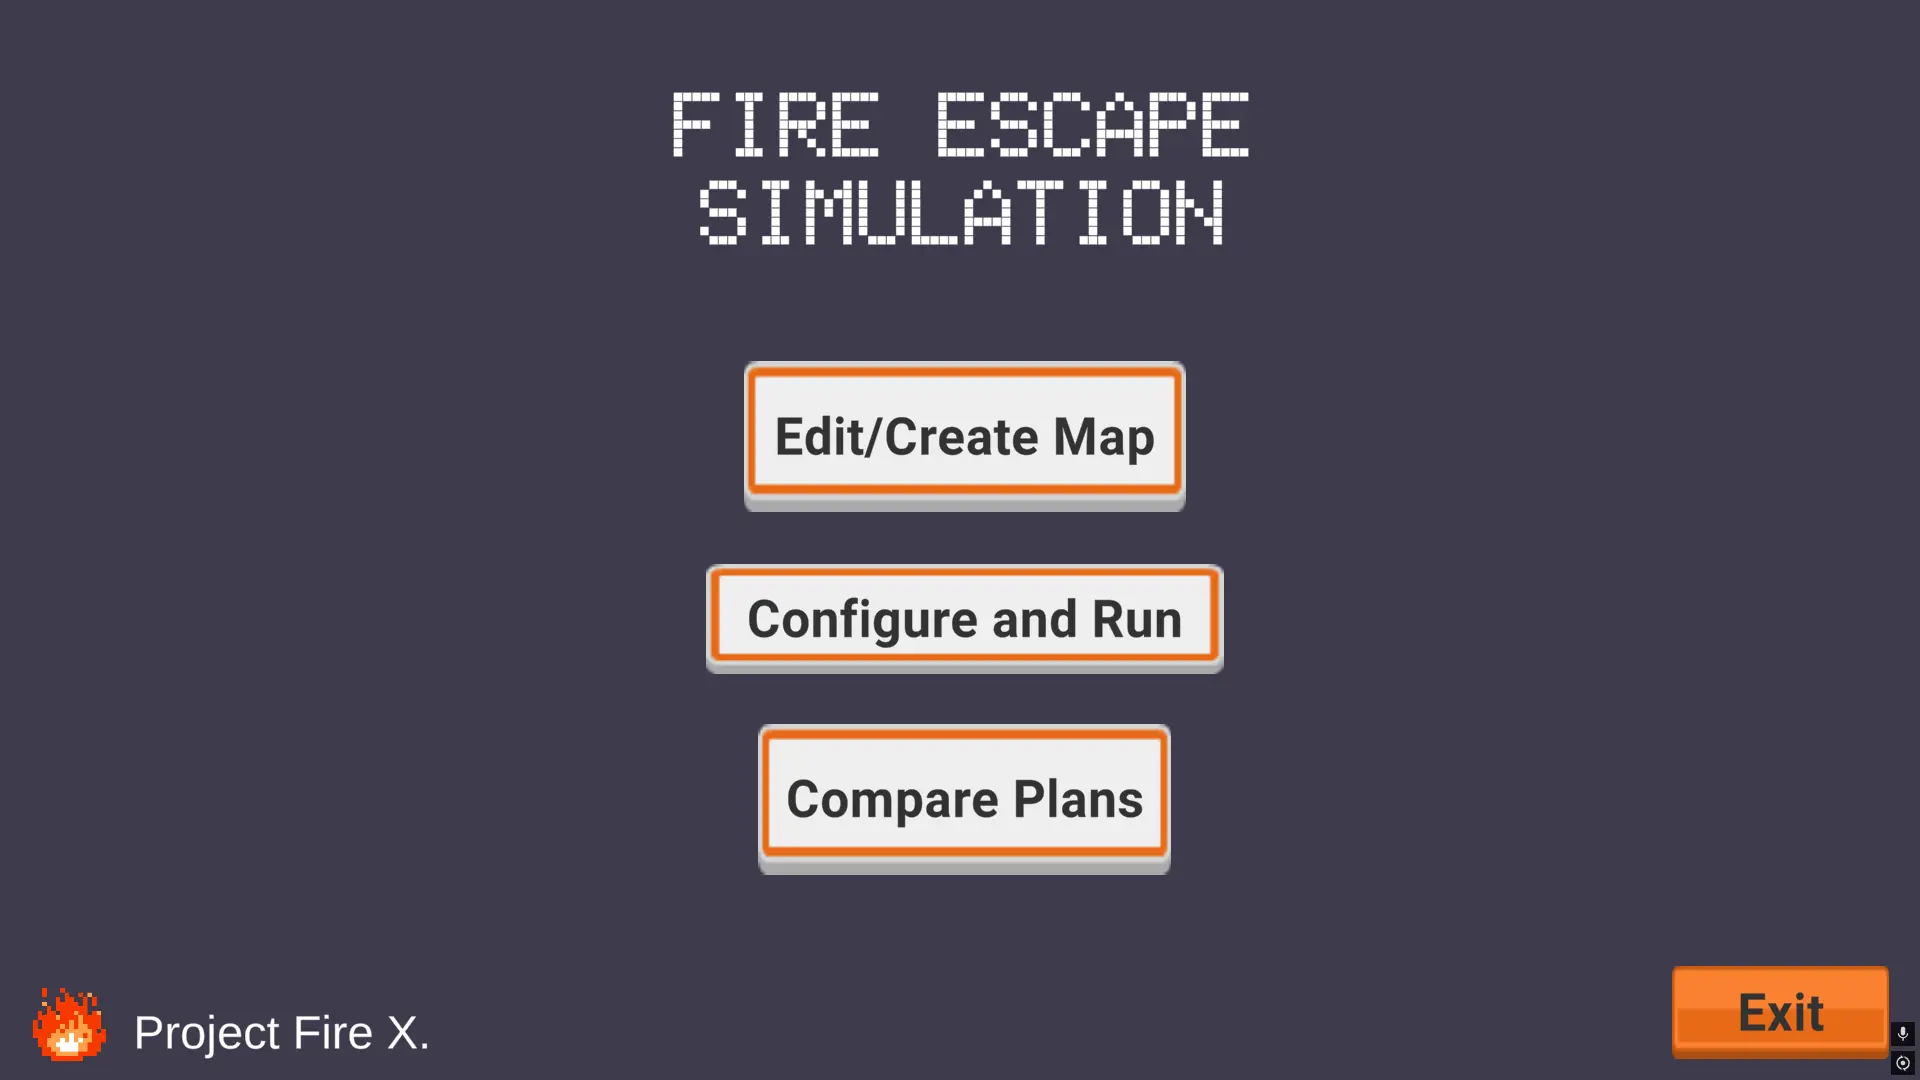 FIRE ESCAPE
SIMULATION
Edit/Create Map
Configure and Run
Compare Plans
Project Fire X.
Exit